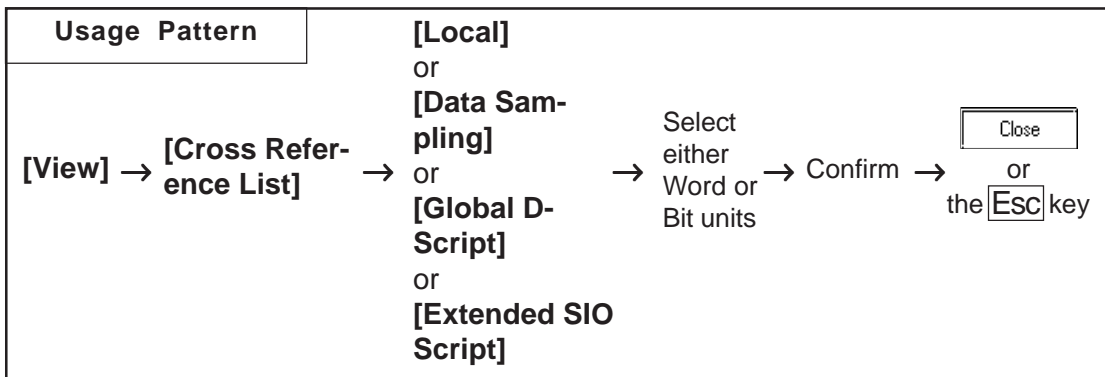 Usage Pattern
[View] →
[Cross Refer-
ence List]
→
[Local]
or
[Data Sam-
pling]
or
[Global D-
Script]
or
[Extended SIO
Script]
→
Select
either
Word or
Bit units
→ Confirm →
Close
or
the Esc key